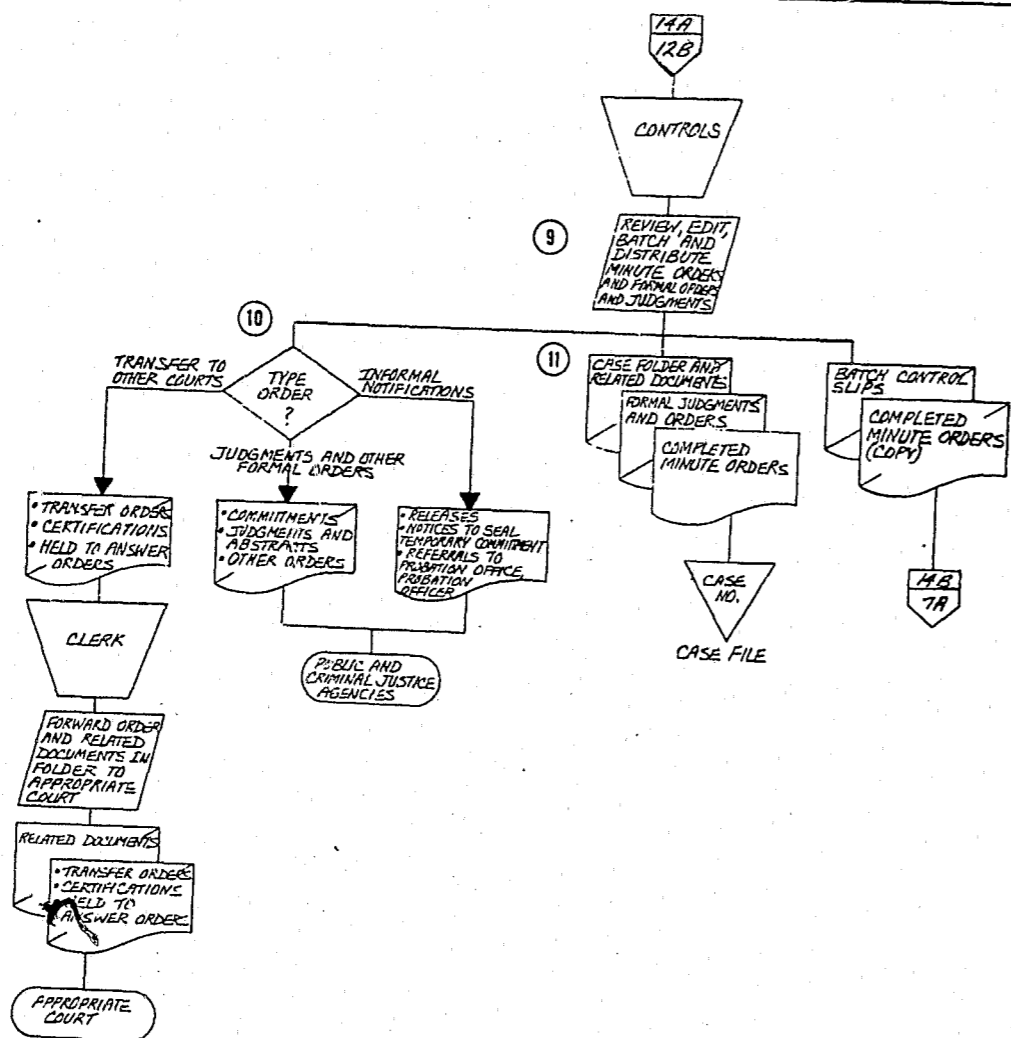 14A
12B
CONTROLS
9
REVIEW, EDIT,
BATCH AND
DISTRIBUTE
MINUTE ORDERS
AND FORMAL ORDERS
AND JUDGMENTS
10
TRANSFER TO
OTHER COURTS
TYPE
ORDER
?
INFORMAL
NOTIFICATIONS
JUDGMENTS AND OTHER
FORMAL ORDERS
11
CASE FOLDER AND
RELATED DOCUMENTS
FORMAL JUDGMENTS
AND ORDERS
COMPLETED
MINUTE ORDERS
BATCH CONTROL
SLIPS
COMPLETED
MINUTE ORDERS
(COPY)
• TRANSFER ORDERS
• CERTIFICATIONS
• HELD TO ANSWER
ORDERS
• COMMITMENTS
• JUDGMENTS AND
ABSTRACTS
• OTHER ORDERS
• RELEASES
• NOTICES TO SEAL
TEMPORARY COMMITMENT
• REFERRALS TO
PROBATION OFFICE,
PROBATION
OFFICER
CASE
NO.
CASE FILE
14B
7A
CLERK
PUBLIC AND
CRIMINAL JUSTICE
AGENCIES
FORWARD ORDER
AND RELATED
DOCUMENTS IN
FOLDER TO
APPROPRIATE
COURT
RELATED DOCUMENTS
• TRANSFER ORDERS
• CERTIFICATIONS
HELD TO
ANSWER ORDERS
APPROPRIATE
COURT